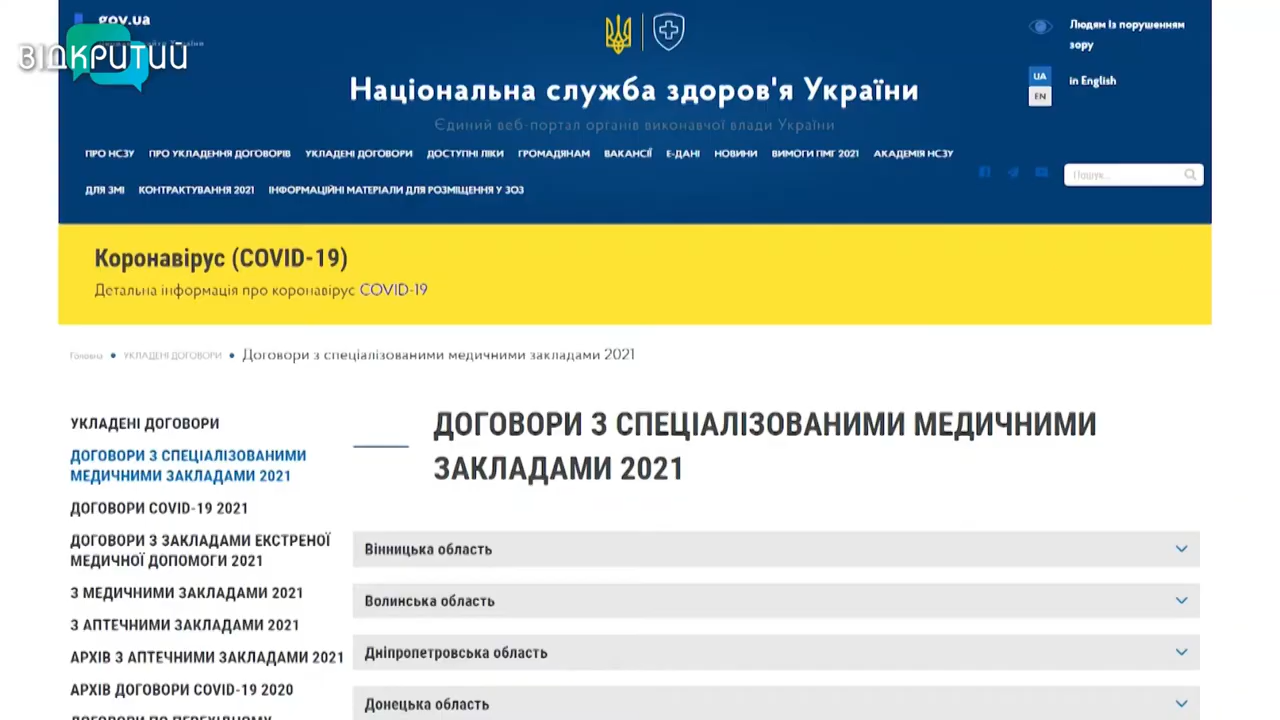 gov.ua
ВІДКРИТИЙ
України
Людям із порушенням
зору
UA
EN
in English
Національна служба здоров'я України
Єдиний веб-портал органів виконавчої влади України
ПРО НСЗУ ПРО УКЛАДЕННЯ ДОГОВОРІВ УКЛАДЕНІ ДОГОВОРИ ДОСТУПНІ ЛІКИ ГРОМАДЯНАМ ВАКАНСІЇ Е-ДАНІ НОВИНИ ВИМОГИ ПМГ 2021 АКАДЕМІЯ НСЗУ
ДЛЯ ЗМІ КОНТРАКТУВАННЯ 2021 ІНФОРМАЦІЙНІ МАТЕРІАЛИ ДЛЯ РОЗМІЩЕННЯ У ЗОЗ
Пошук...
Коронавірус (COVID-19)
Детальна інформація про коронавірус COVID-19
Головна • УКЛАДЕНІ ДОГОВОРИ • Договори з спеціалізованими медичними закладами 2021
УКЛАДЕНІ ДОГОВОРИ
ДОГОВОРИ З СПЕЦІАЛІЗОВАНИМИ
МЕДИЧНИМИ ЗАКЛАДАМИ 2021
ДОГОВОРИ COVID-19 2021
ДОГОВОРИ З ЗАКЛАДАМИ ЕКСТРЕНОЇ
МЕДИЧНОЇ ДОПОМОГИ 2021
З МЕДИЧНИМИ ЗАКЛАДАМИ 2021
З АПТЕЧНИМИ ЗАКЛАДАМИ 2021
АРХІВ З АПТЕЧНИМИ ЗАКЛАДАМИ 2021
АРХІВ ДОГОВОРИ COVID-19 2020
ДОГОВОРИ ПО ПЕРЕХІДНОМУ
ДОГОВОРИ З СПЕЦІАЛІЗОВАНИМИ МЕДИЧНИМИ
ЗАКЛАДАМИ 2021
Вінницька область
Волинська область
Дніпропетровська область
Донецька область